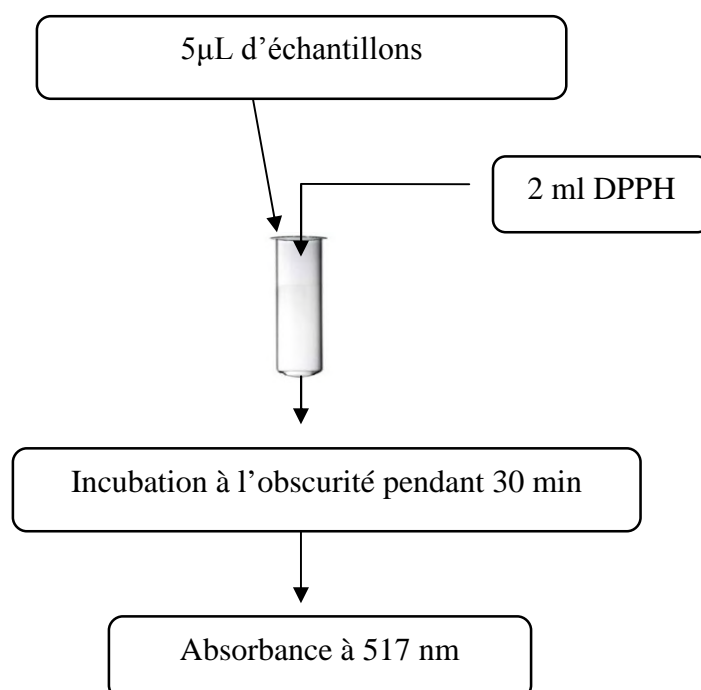 5μL d’échantillons
2 ml DPPH
Incubation à l’obscurité pendant 30 min
Absorbance à 517 nm